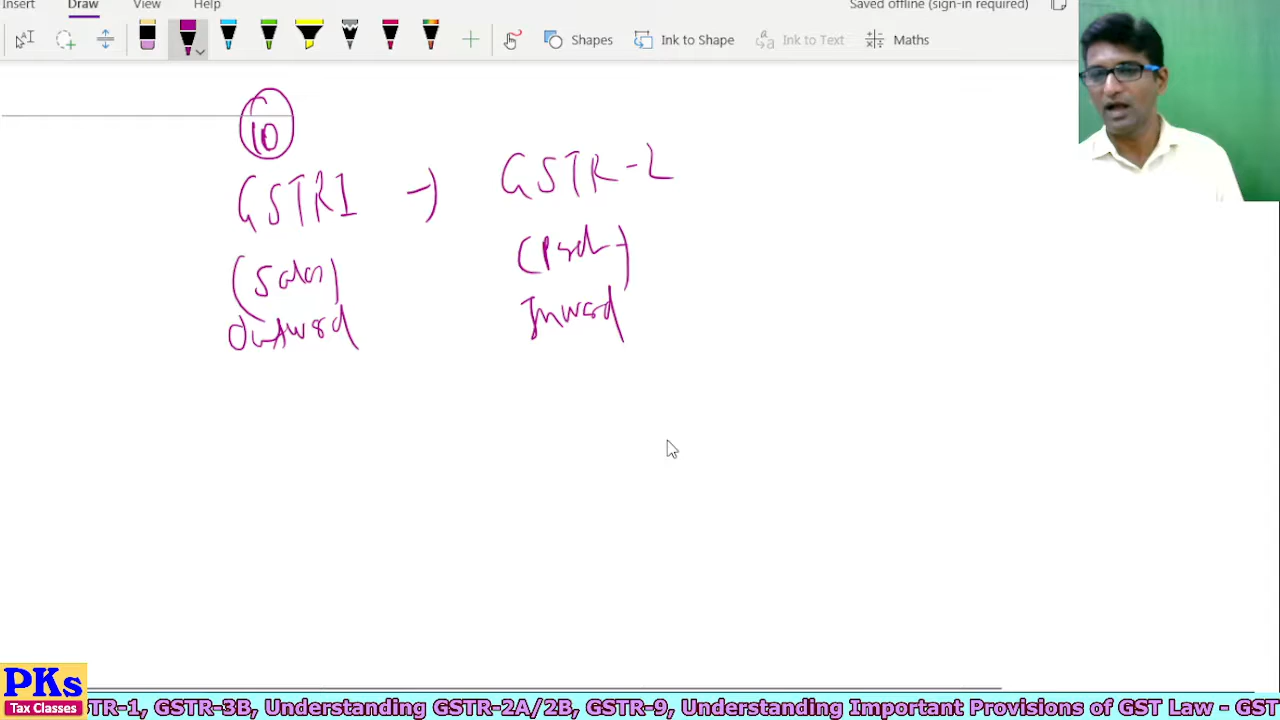 Insert Draw View Help Saved offline (sign-in required)
Shapes Ink to Shape Ink to Text Maths
10
GSTR1 → GSTR-2
(Sales)
Outward Inward
PKs
Tax Classes
STR-1, GSTR-3B, Understanding GSTR-2A/2B, GSTR-9, Understanding Important Provisions of GST Law - GST